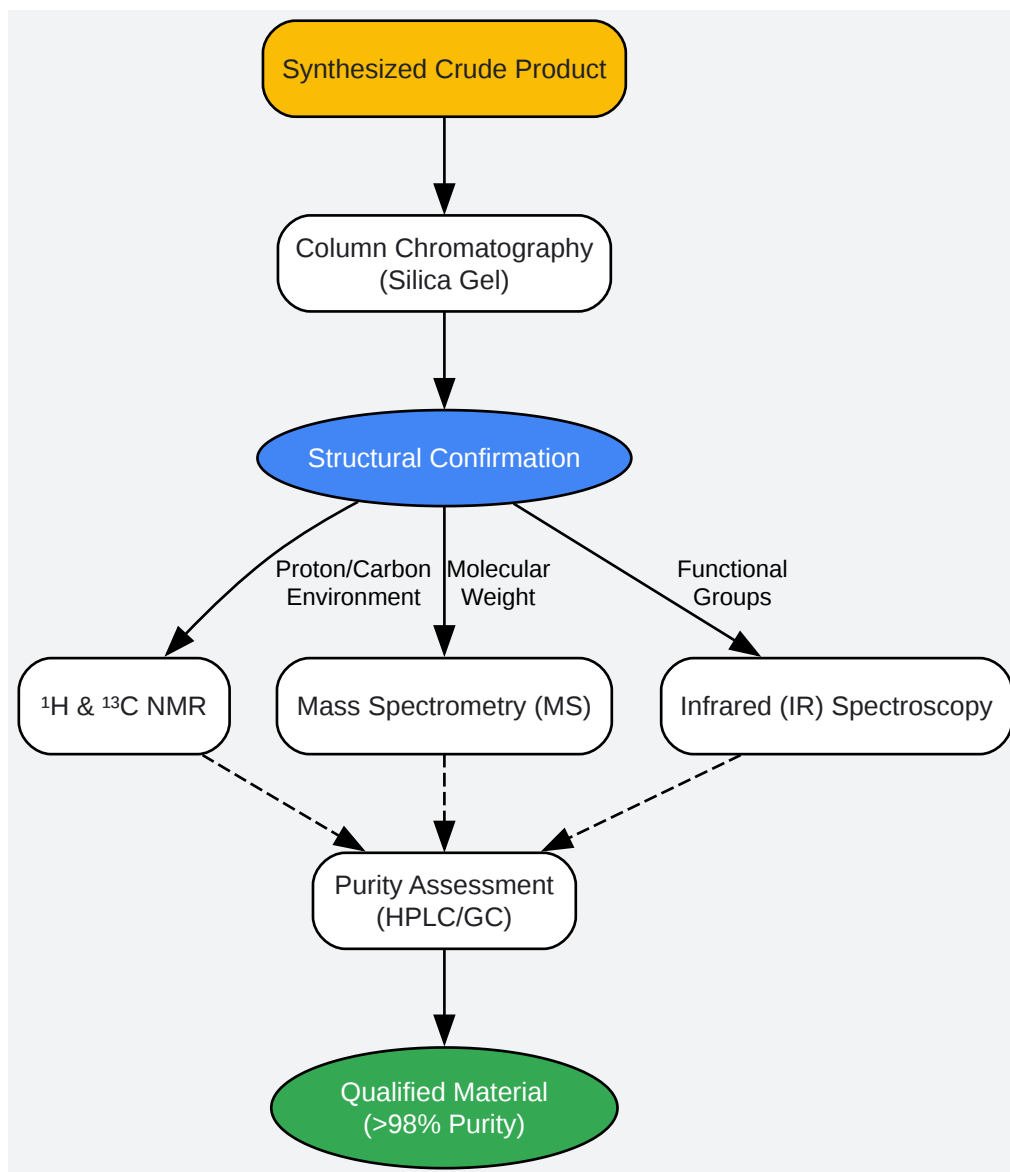 Synthesized Crude Product
Column Chromatography
(Silica Gel)
Structural Confirmation
Proton/Carbon
Environment
Molecular
Weight
Functional
Groups
¹H & ¹³C NMR
Mass Spectrometry (MS)
Infrared (IR) Spectroscopy
Purity Assessment
(HPLC/GC)
Qualified Material
(>98% Purity)